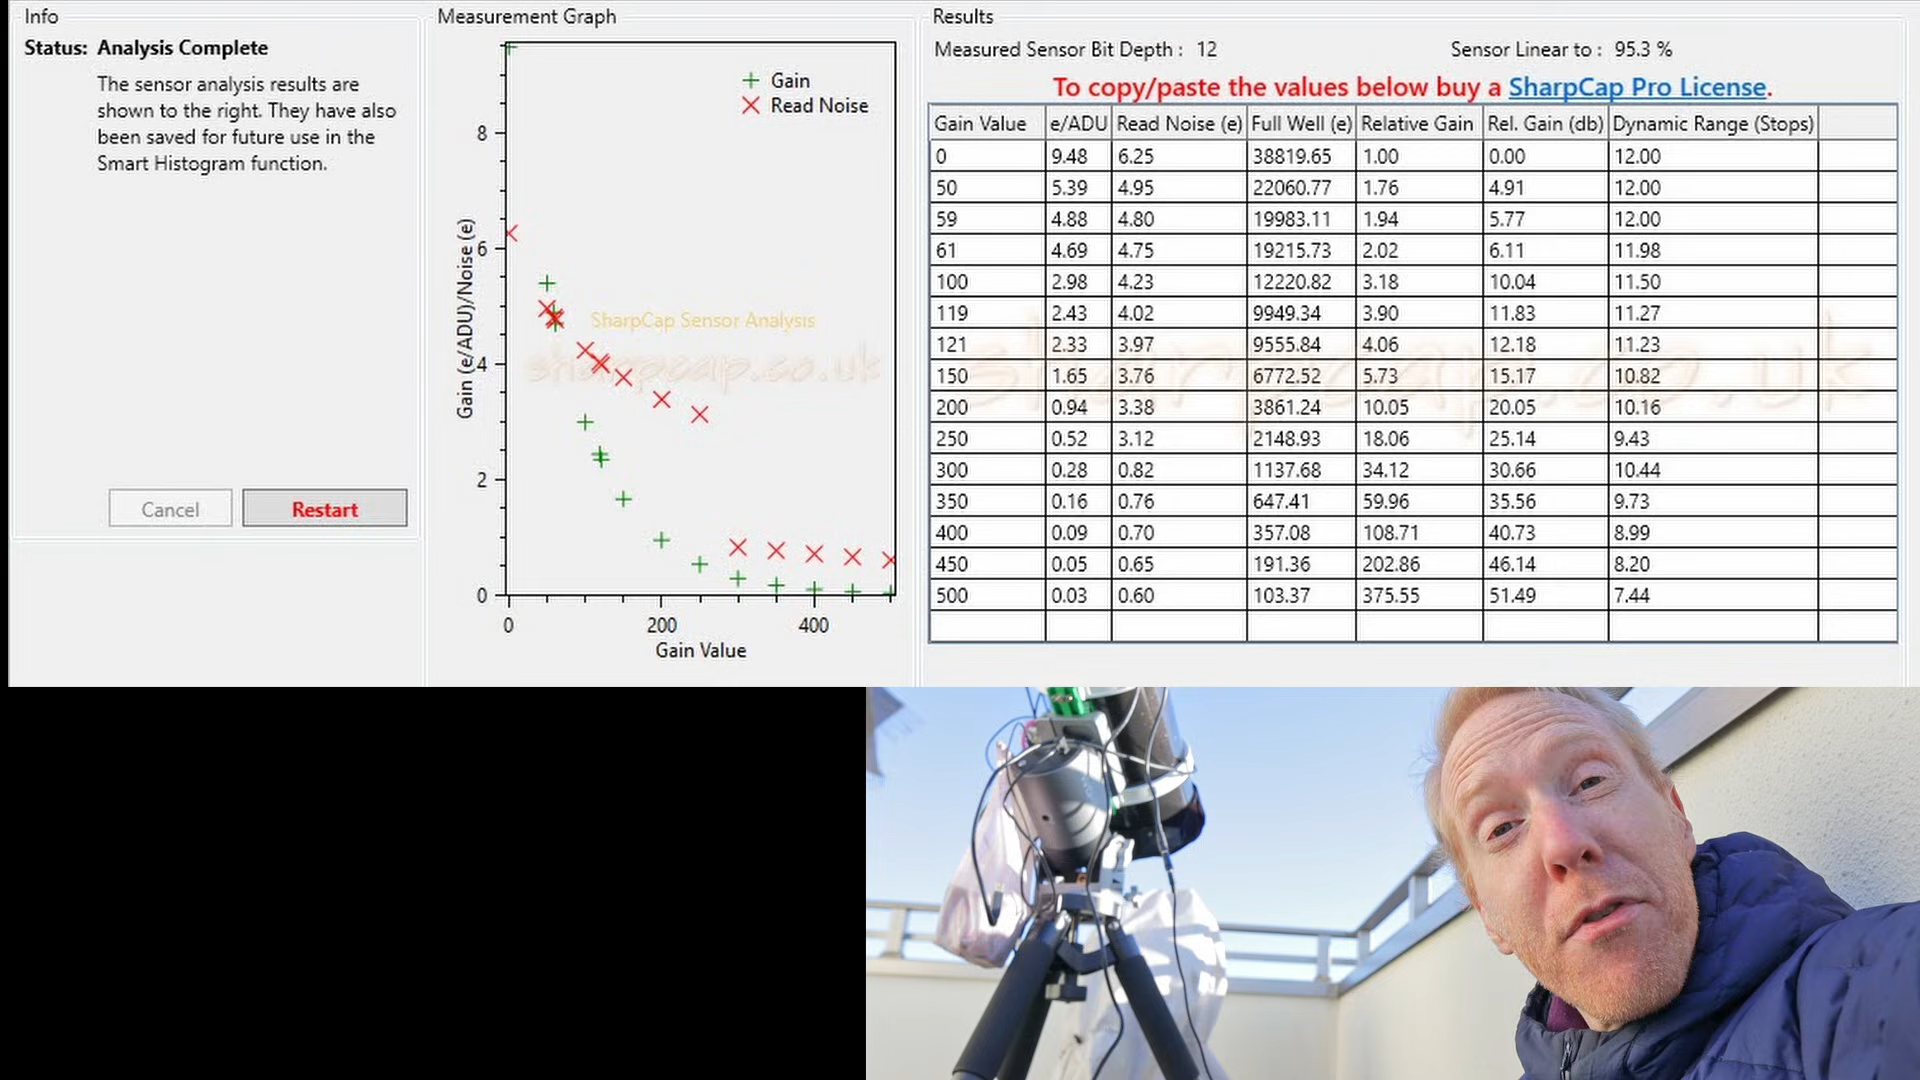 Info
Status: Analysis Complete
The sensor analysis results are
shown to the right. They have also
been saved for future use in the
Smart Histogram function.
Cancel
Restart
Measurement Graph
Gain
Read Noise
SharpCap Sensor Analysis
sharpcap.co.uk
Gain (e/ADU)/Noise (e)
8
6
4
2
0
0 200 400
Gain Value
Results
Measured Sensor Bit Depth : 12 Sensor Linear to : 95.3 %
To copy/paste the values below buy a SharpCap Pro License.
Gain Value e/ADU Read Noise (e) Full Well (e) Relative Gain Rel. Gain (db) Dynamic Range (Stops)
0 9.48 6.25 38819.65 1.00 0.00 12.00
50 5.39 4.95 22060.77 1.76 4.91 12.00
59 4.88 4.80 19983.11 1.94 5.77 12.00
61 4.69 4.75 19215.73 2.02 6.11 11.98
100 2.98 4.23 12220.82 3.18 10.04 11.50
119 2.43 4.02 9949.34 3.90 11.83 11.27
121 2.33 3.97 9555.84 4.06 12.18 11.23
150 1.65 3.76 6772.52 5.73 15.17 10.82
200 0.94 3.38 3861.24 10.05 20.05 10.16
250 0.52 3.12 2148.93 18.06 25.14 9.43
300 0.28 0.82 1137.68 34.12 30.66 10.44
350 0.16 0.76 647.41 59.96 35.56 9.73
400 0.09 0.70 357.08 108.71 40.73 8.99
450 0.05 0.65 191.36 202.86 46.14 8.20
500 0.03 0.60 103.37 375.55 51.49 7.44
sharpcap.co.uk